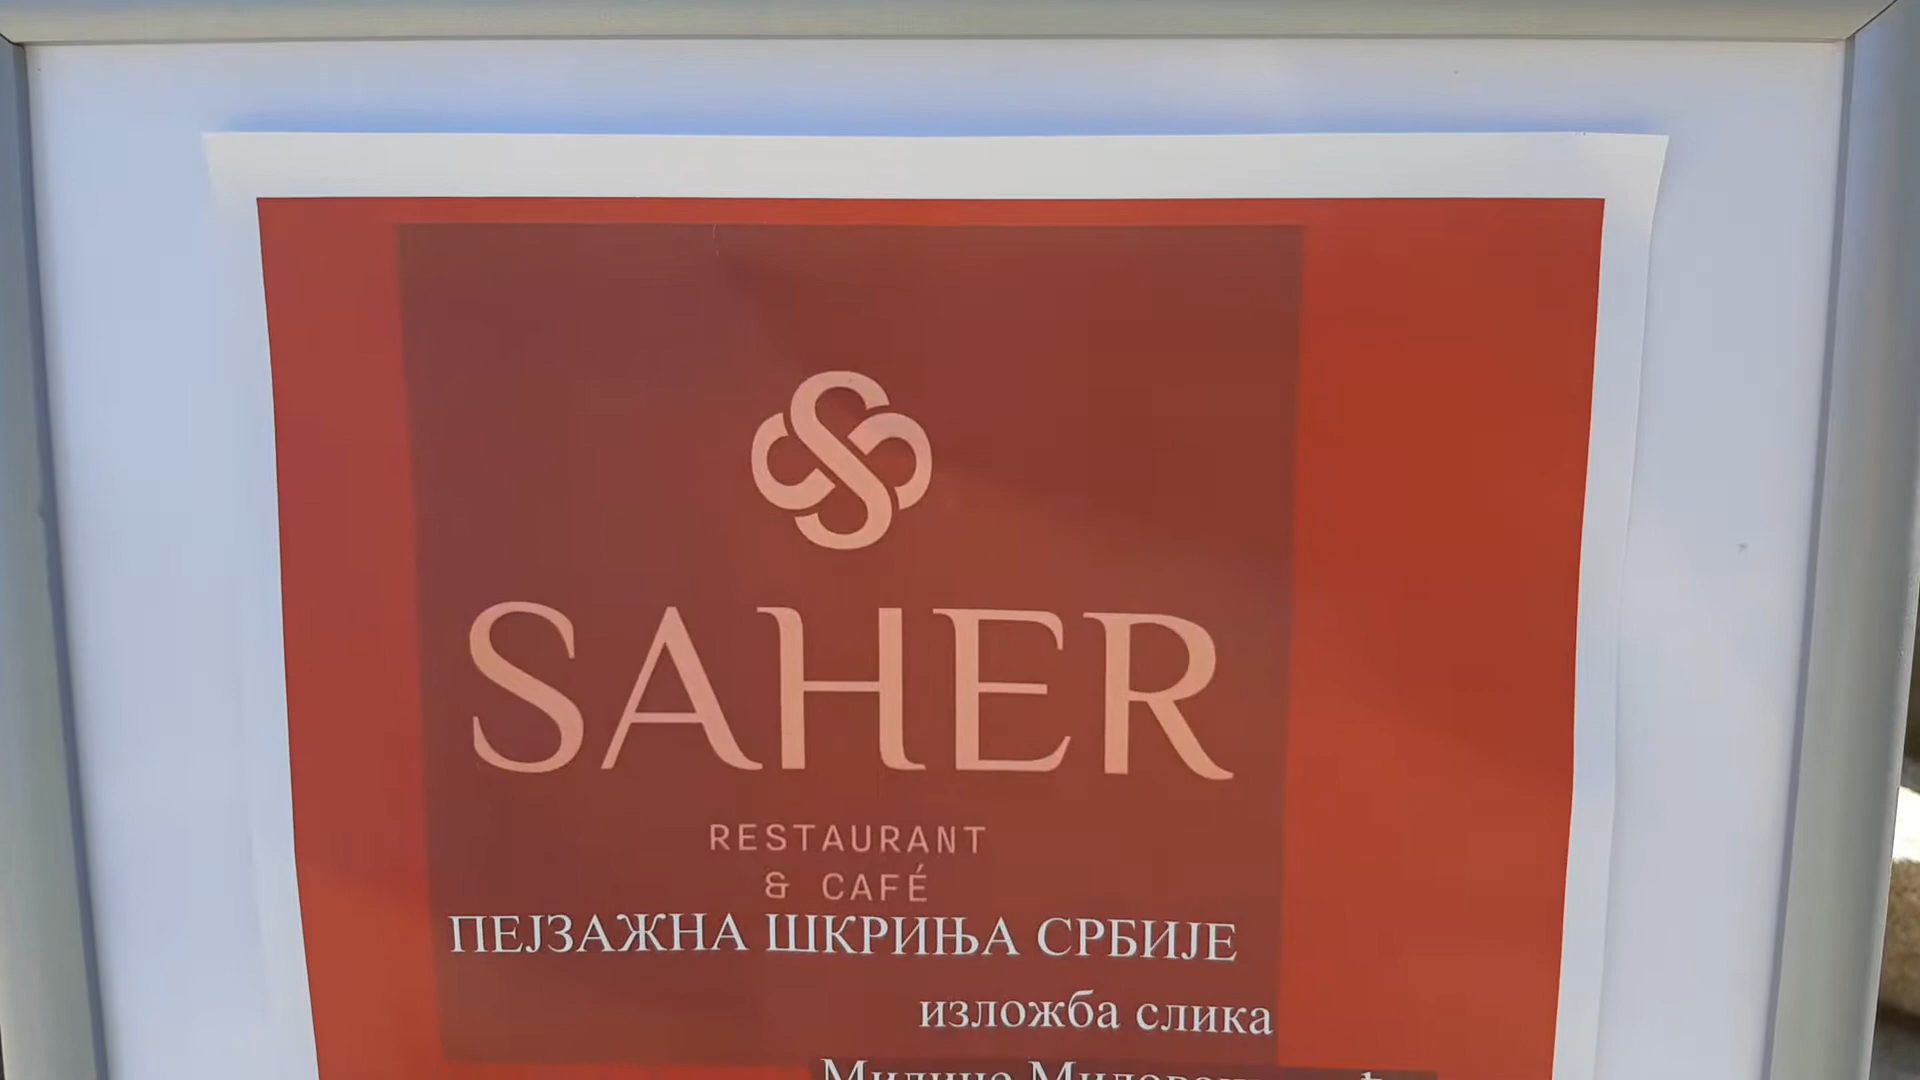 SAHER
RESTAURANT
& CAFÉ
ПЕЈЗАЖНА ШКРИЊА СРБИЈЕ
изложба слика